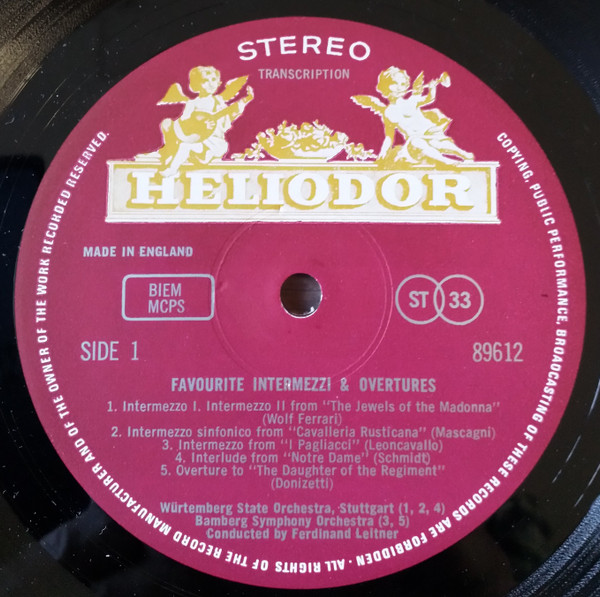 STEREO
TRANSCRIPTION
HELIODOR
MADE IN ENGLAND
BIEM
MCPS
ST 33
SIDE 1
89612
FAVOURITE INTERMEZZI & OVERTURES
1. Intermezzo I. Intermezzo II from "The Jewels of the Madonna"
(Wolf Ferrari)
2. Intermezzo sinfonico from "Cavalleria Rusticana" (Mascagni)
3. Intermezzo from "I Pagliacci" (Leoncavallo)
4. Interlude from "Notre Dame" (Schmidt)
5. Overture to "The Daughter of the Regiment"
(Donizetti)
Würtemberg State Orchestra, Stuttgart (1, 2, 4)
Bamberg Symphony Orchestra (3, 5)
Conducted by Ferdinand Leitner
COPYING, PUBLIC PERFORMANCE, BROADCASTING OF THESE RECORDS ARE FORBIDDEN · ALL RIGHTS OF THE RECORD MANUFACTURER AND OF THE OWNER OF THE WORK RECORDED RESERVED.